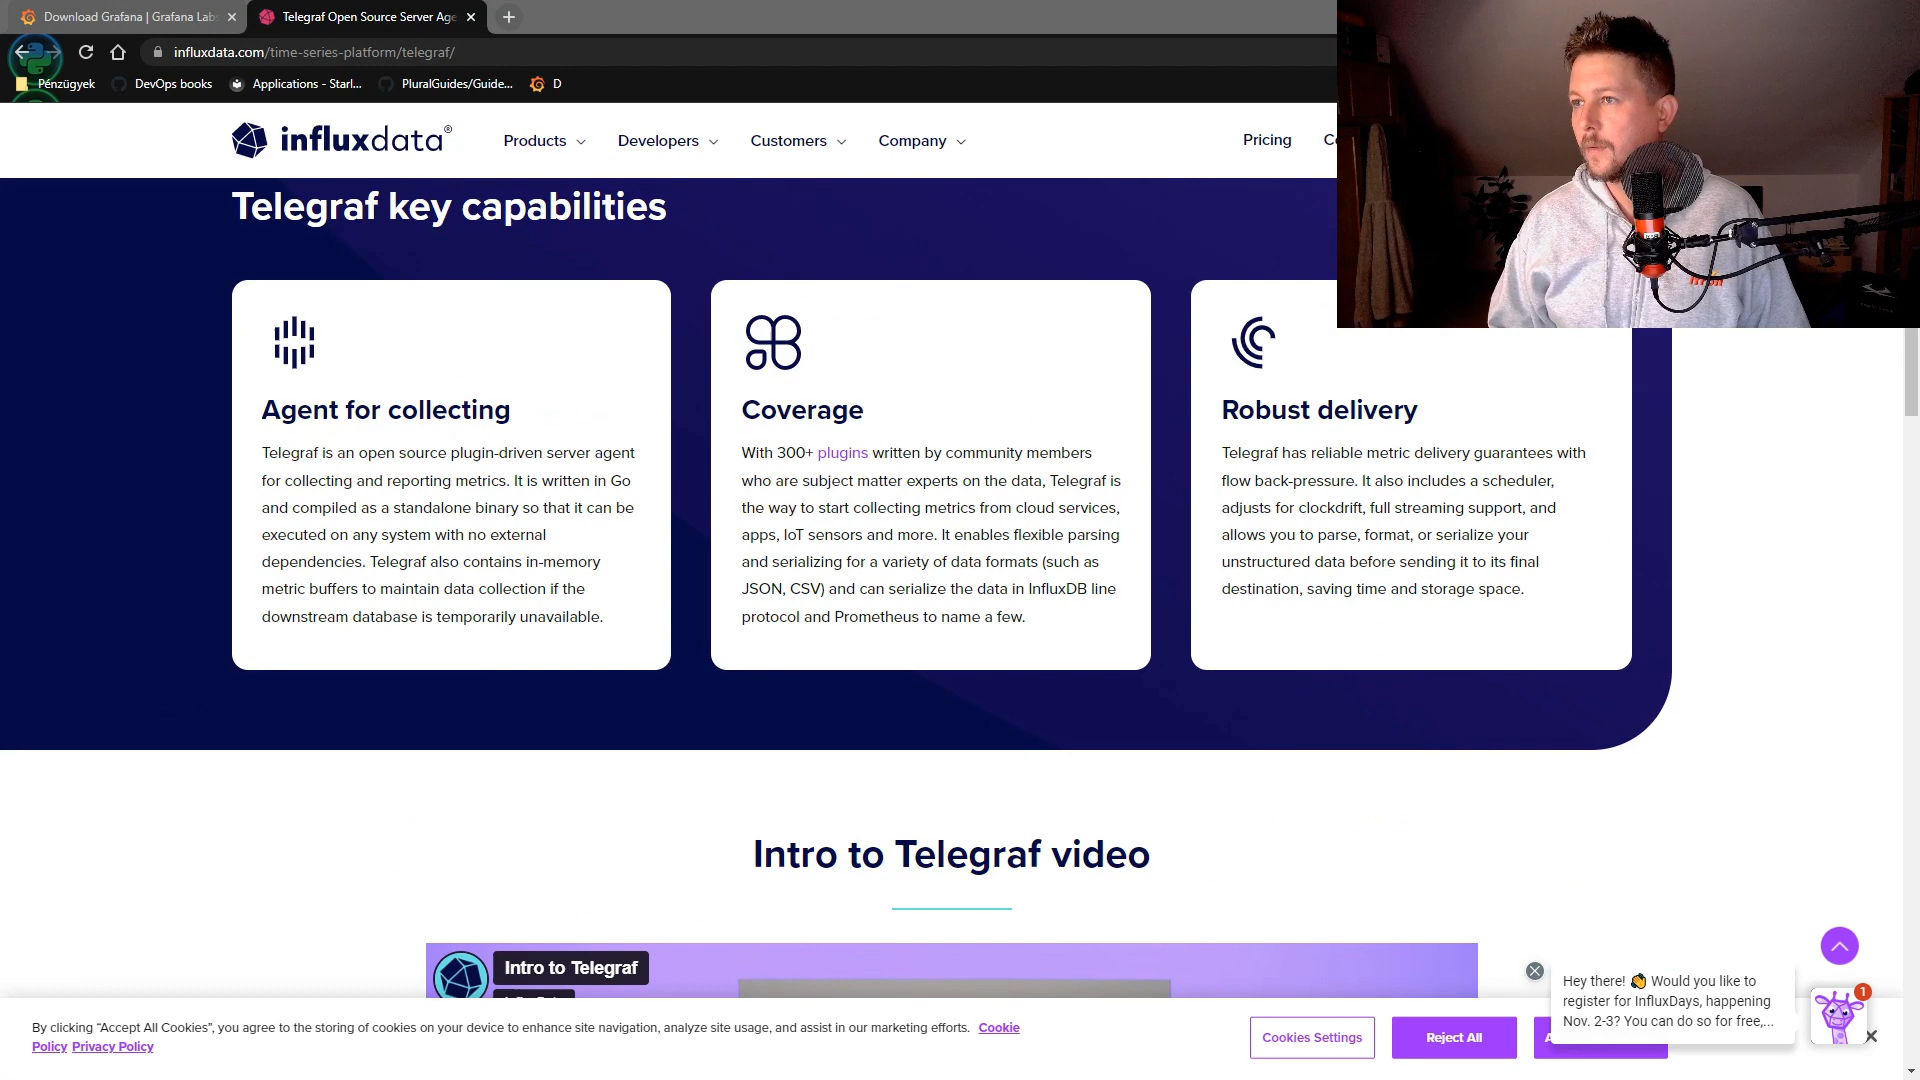 Download Grafana | Grafana Labs
Telegraf Open Source Server Age
influxdata.com/time-series-platform/telegraf/
Pénzügyek
DevOps books
Applications - Starl...
PluralGuides/Guide...
D
influxdata®
Products
Developers
Customers
Company
Pricing
Telegraf key capabilities
Agent for collecting
Telegraf is an open source plugin-driven server agent
for collecting and reporting metrics. It is written in Go
and compiled as a standalone binary so that it can be
executed on any system with no external
dependencies. Telegraf also contains in-memory
metric buffers to maintain data collection if the
downstream database is temporarily unavailable.
Coverage
With 300+ plugins written by community members
who are subject matter experts on the data, Telegraf is
the way to start collecting metrics from cloud services,
apps, IoT sensors and more. It enables flexible parsing
and serializing for a variety of data formats (such as
JSON, CSV) and can serialize the data in InfluxDB line
protocol and Prometheus to name a few.
Robust delivery
Telegraf has reliable metric delivery guarantees with
flow back-pressure. It also includes a scheduler,
adjusts for clockdrift, full streaming support, and
allows you to parse, format, or serialize your
unstructured data before sending it to its final
destination, saving time and storage space.
Intro to Telegraf video
Intro to Telegraf
Hey there! 👋 Would you like to
register for InfluxDays, happening
Nov. 2-3? You can do so for free,...
1
By clicking “Accept All Cookies”, you agree to the storing of cookies on your device to enhance site navigation, analyze site usage, and assist in our marketing efforts. Cookie
Policy Privacy Policy
Cookies Settings
Reject All